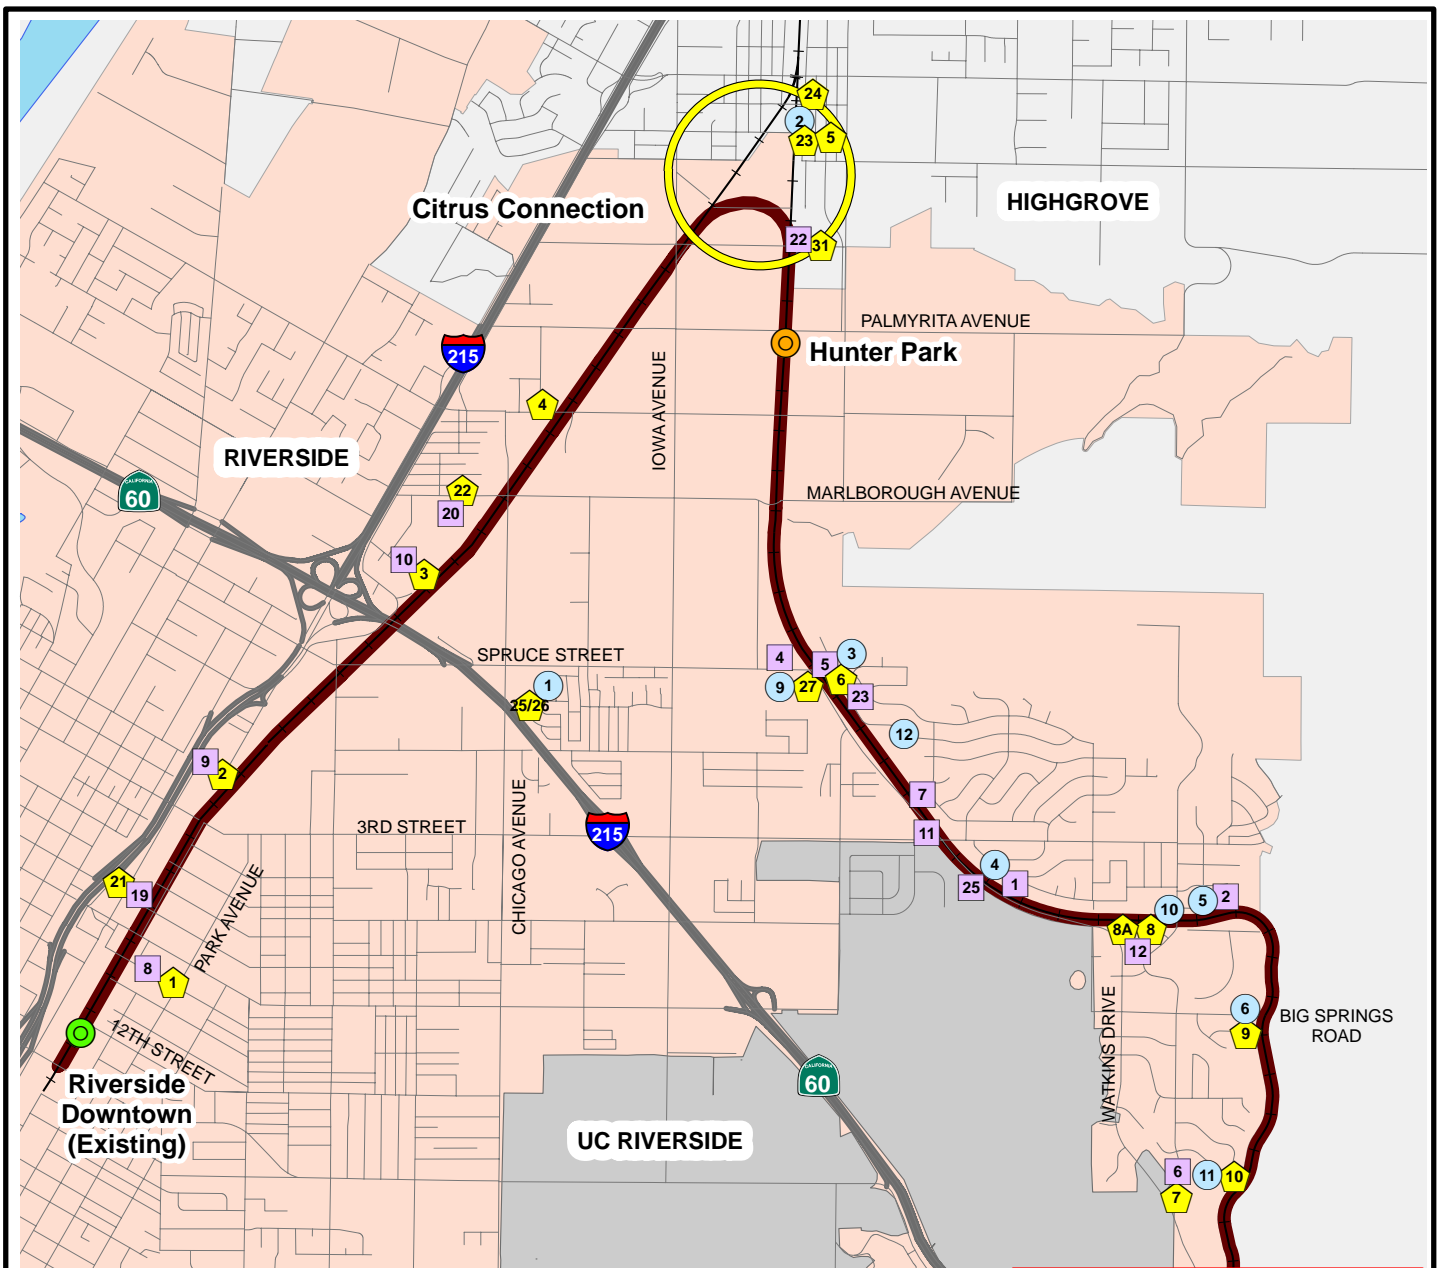 24
2
23
5
Citrus Connection
HIGHGROVE
22
31
PALMYRITA AVENUE
Hunter Park
215
IOWA AVENUE
4
RIVERSIDE
CALIFORNIA
60
22
20
MARLBOROUGH AVENUE
10
3
SPRUCE STREET
4
5
3
9
27
6
23
1
25/26
12
9
2
7
CHICAGO AVENUE
3RD STREET
215
11
4
25
1
21
19
PARK AVENUE
10
5
2
8A
8
12
8
1
6
9
BIG SPRINGS
ROAD
WATKINS DRIVE
12TH STREET
Riverside
Downtown
(Existing)
CALIFORNIA
60
UC RIVERSIDE
6
11
10
7